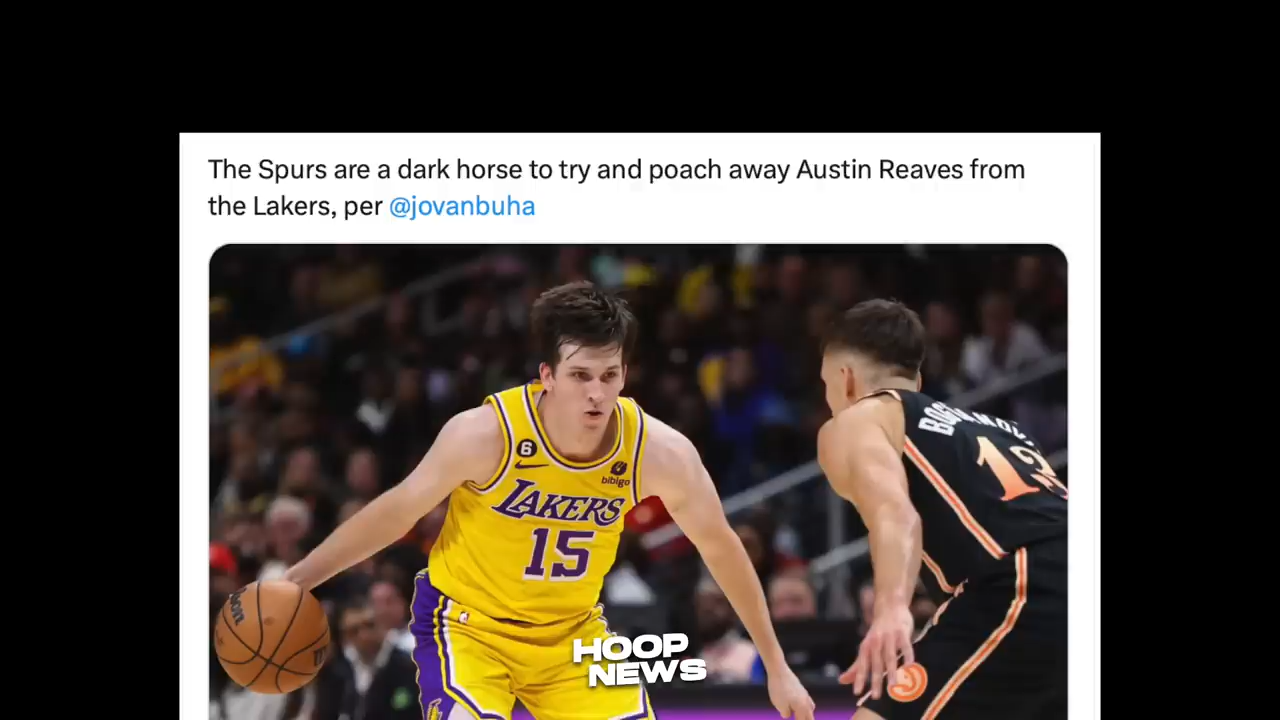 The Spurs are a dark horse to try and poach away Austin Reaves from
the Lakers, per @jovanbuha
6
bibigo
LAKERS
15
13
HOOP
NEWS